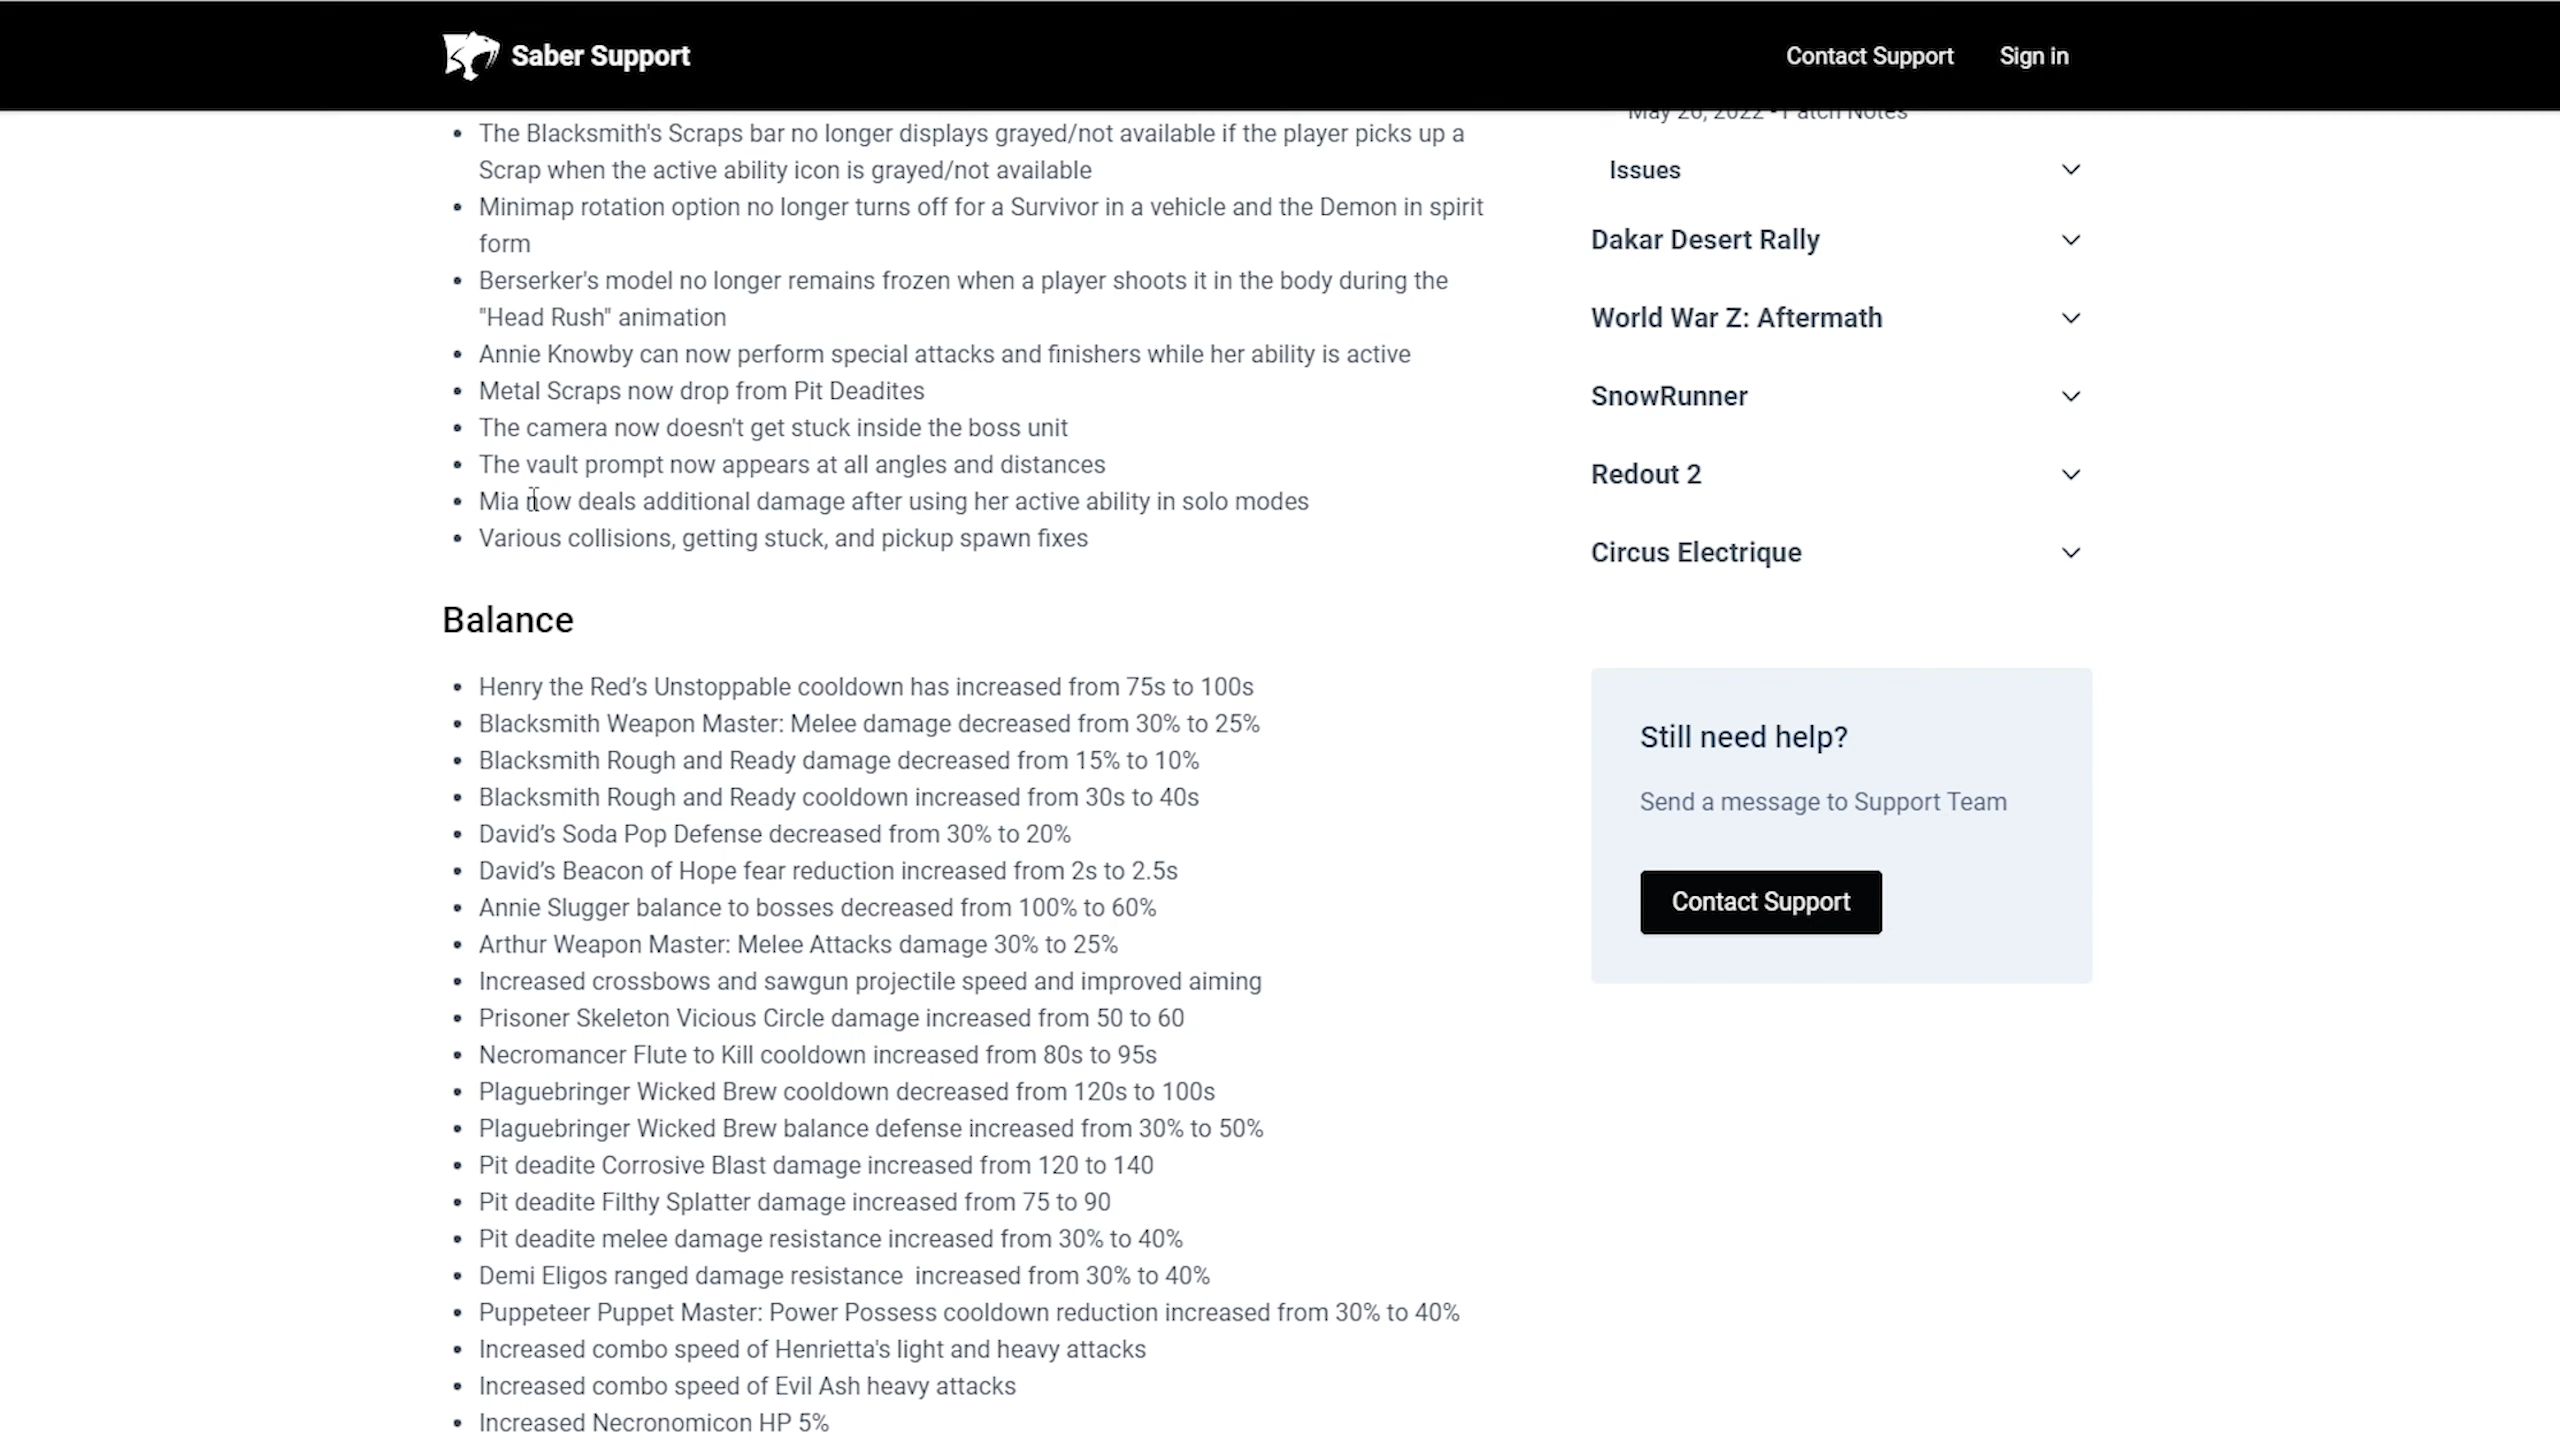 Saber Support
Contact Support
Sign in
The Blacksmith's Scraps bar no longer displays grayed/not available if the player picks up a
Scrap when the active ability icon is grayed/not available
Minimap rotation option no longer turns off for a Survivor in a vehicle and the Demon in spirit
form
Berserker's model no longer remains frozen when a player shoots it in the body during the
"Head Rush" animation
Annie Knowby can now perform special attacks and finishers while her ability is active
Metal Scraps now drop from Pit Deadites
The camera now doesn't get stuck inside the boss unit
The vault prompt now appears at all angles and distances
Mia now deals additional damage after using her active ability in solo modes
Various collisions, getting stuck, and pickup spawn fixes
Balance
Henry the Red’s Unstoppable cooldown has increased from 75s to 100s
Blacksmith Weapon Master: Melee damage decreased from 30% to 25%
Blacksmith Rough and Ready damage decreased from 15% to 10%
Blacksmith Rough and Ready cooldown increased from 30s to 40s
David’s Soda Pop Defense decreased from 30% to 20%
David’s Beacon of Hope fear reduction increased from 2s to 2.5s
Annie Slugger balance to bosses decreased from 100% to 60%
Arthur Weapon Master: Melee Attacks damage 30% to 25%
Increased crossbows and sawgun projectile speed and improved aiming
Prisoner Skeleton Vicious Circle damage increased from 50 to 60
Necromancer Flute to Kill cooldown increased from 80s to 95s
Plaguebringer Wicked Brew cooldown decreased from 120s to 100s
Plaguebringer Wicked Brew balance defense increased from 30% to 50%
Pit deadite Corrosive Blast damage increased from 120 to 140
Pit deadite Filthy Splatter damage increased from 75 to 90
Pit deadite melee damage resistance increased from 30% to 40%
Demi Eligos ranged damage resistance  increased from 30% to 40%
Puppeteer Puppet Master: Power Possess cooldown reduction increased from 30% to 40%
Increased combo speed of Henrietta's light and heavy attacks
Increased combo speed of Evil Ash heavy attacks
Increased Necronomicon HP 5%
May 26, 2022 - Patch Notes
Issues
Dakar Desert Rally
World War Z: Aftermath
SnowRunner
Redout 2
Circus Electrique
Still need help?
Send a message to Support Team
Contact Support